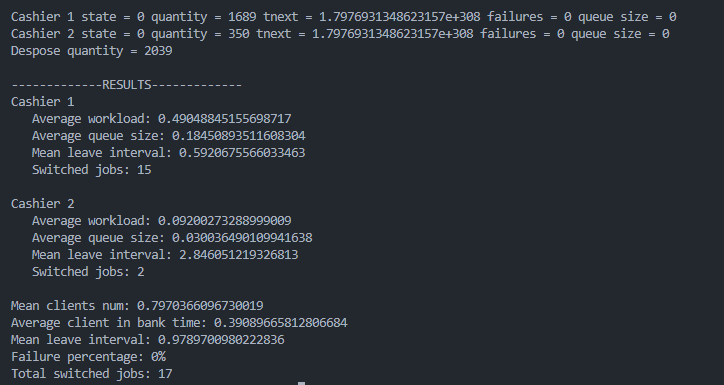 Cashier 1 state = 0 quantity = 1689 tnext = 1.7976931348623157e+308 failures = 0 queue size = 0
Cashier 2 state = 0 quantity = 350 tnext = 1.7976931348623157e+308 failures = 0 queue size = 0
Despose quantity = 2039
-------------RESULTS-------------
Cashier 1
Average workload: 0.49048845155698717
Average queue size: 0.18450893511608304
Mean leave interval: 0.5920675566033463
Switched jobs: 15
Cashier 2
Average workload: 0.09200273288999009
Average queue size: 0.030036490109941638
Mean leave interval: 2.846051219326813
Switched jobs: 2
Mean clients num: 0.7970366096730019
Average client in bank time: 0.39089665812806684
Mean leave interval: 0.9789700980222836
Failure percentage: 0%
Total switched jobs: 17